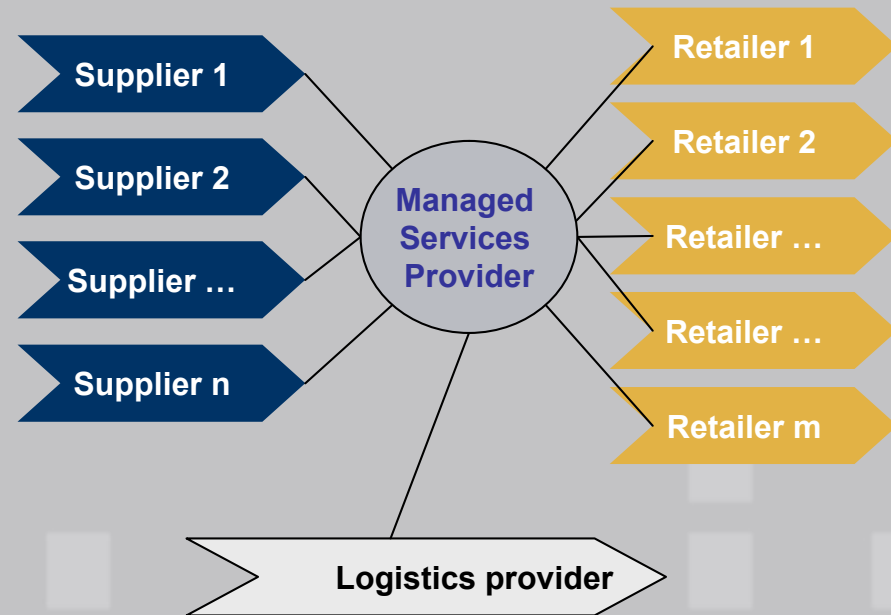 Supplier 1
Supplier 2
Supplier …
Supplier n
Managed
Services
Provider
Retailer 1
Retailer 2
Retailer …
Retailer …
Retailer m
Logistics provider